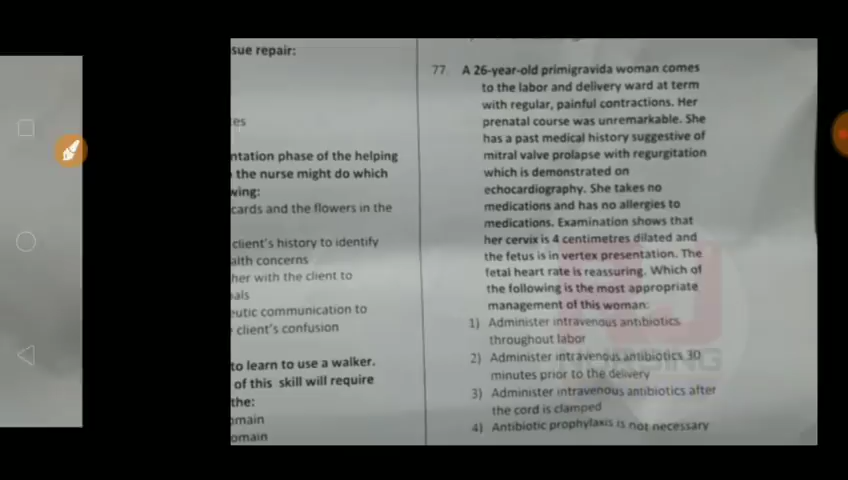 sue repair:
tes
ntation phase of the helping
the nurse might do which
wing:
cards and the flowers in the
client's history to identify
alth concerns
her with the client to
als
eutic communication to
client's confusion
to learn to use a walker.
of this skill will require
the:
omain
omain
77. A 26-year-old primigravida woman comes
to the labor and delivery ward at term
with regular, painful contractions. Her
prenatal course was unremarkable. She
has a past medical history suggestive of
mitral valve prolapse with regurgitation
which is demonstrated on
echocardiography. She takes no
medications and has no allergies to
medications. Examination shows that
her cervix is 4 centimetres dilated and
the fetus is in vertex presentation. The
fetal heart rate is reassuring. Which of
the following is the most appropriate
management of this woman:
1) Administer intravenous antibiotics
throughout labor
2) Administer intravenous antibiotics 30
minutes prior to the delivery
3) Administer intravenous antibiotics after
the cord is clamped
4) Antibiotic prophylaxis is not necessary